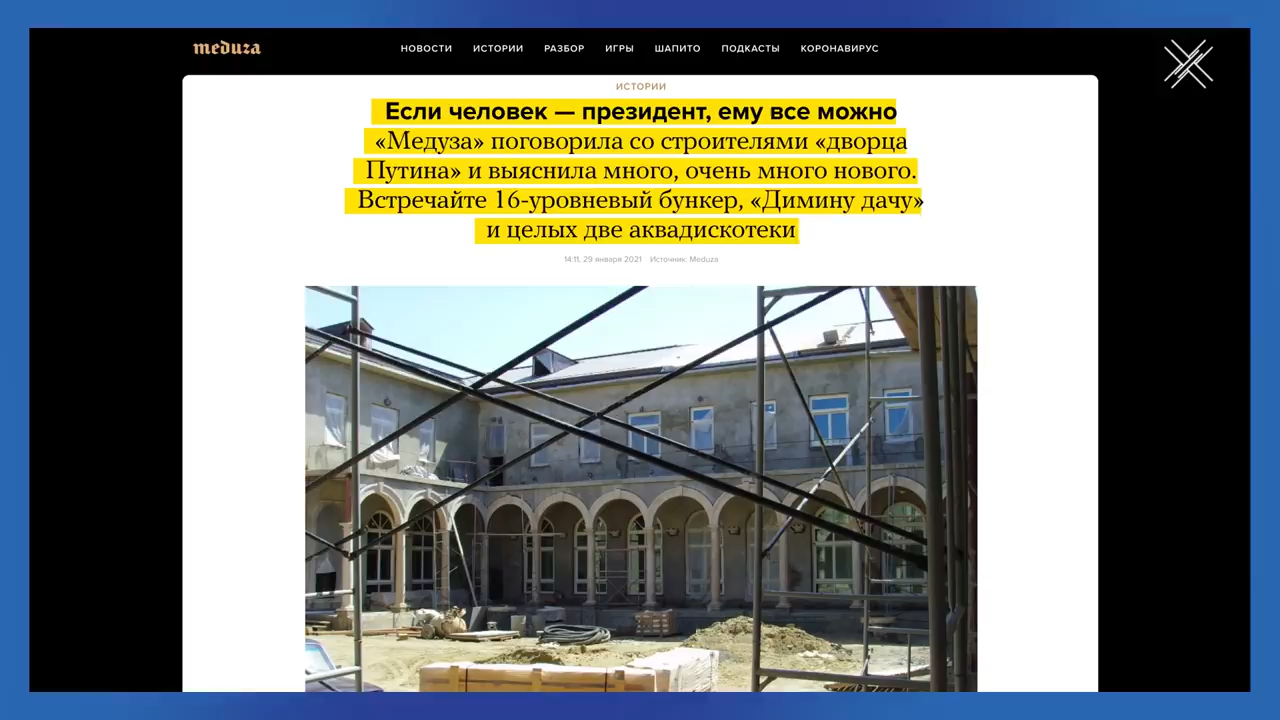 meduza
НОВОСТИ ИСТОРИИ РАЗБОР ИГРЫ ШАПИТО ПОДКАСТЫ КОРОНАВИРУС
ИСТОРИИ
Если человек — президент, ему все можно
«Медуза» поговорила со строителями «дворца
Путина» и выяснила много, очень много нового.
Встречайте 16-уровневый бункер, «Димину дачу»
и целых две аквадискотеки
14:11, 29 января 2021 Источник: Meduza